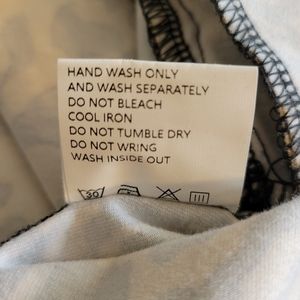 HAND WASH ONLY
AND WASH SEPARATELY
DO NOT BLEACH
COOL IRON
DO NOT TUMBLE DRY
DO NOT WRING
WASH INSIDE OUT
30